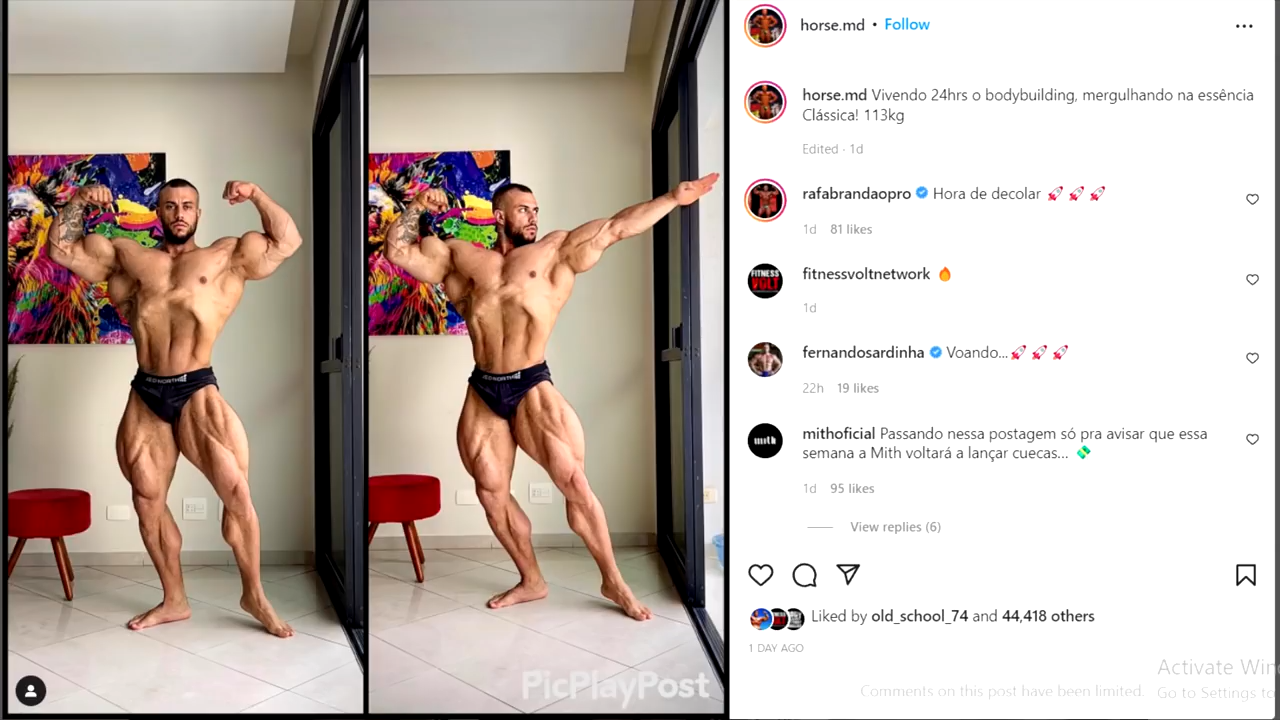 horse.md • Follow
horse.md Vivendo 24hrs o bodybuilding, mergulhando na essência
Clássica! 113kg
Edited · 1d
rafabrandaopro Hora de decolar 🚀🚀🚀
1d 81 likes
FITNESS
VOLT
fitnessvoltnetwork 🔥
1d
fernandosardinha Voando...🚀🚀🚀
22h 19 likes
mith
mithoficial Passando nessa postagem só pra avisar que essa
semana a Mith voltará a lançar cuecas... 💸
1d 95 likes
View replies (6)
Liked by old_school_74 and 44,418 others
1 DAY AGO
Comments on this post have been limited.
Activate Win
Go to Settings to
PicPlayPost